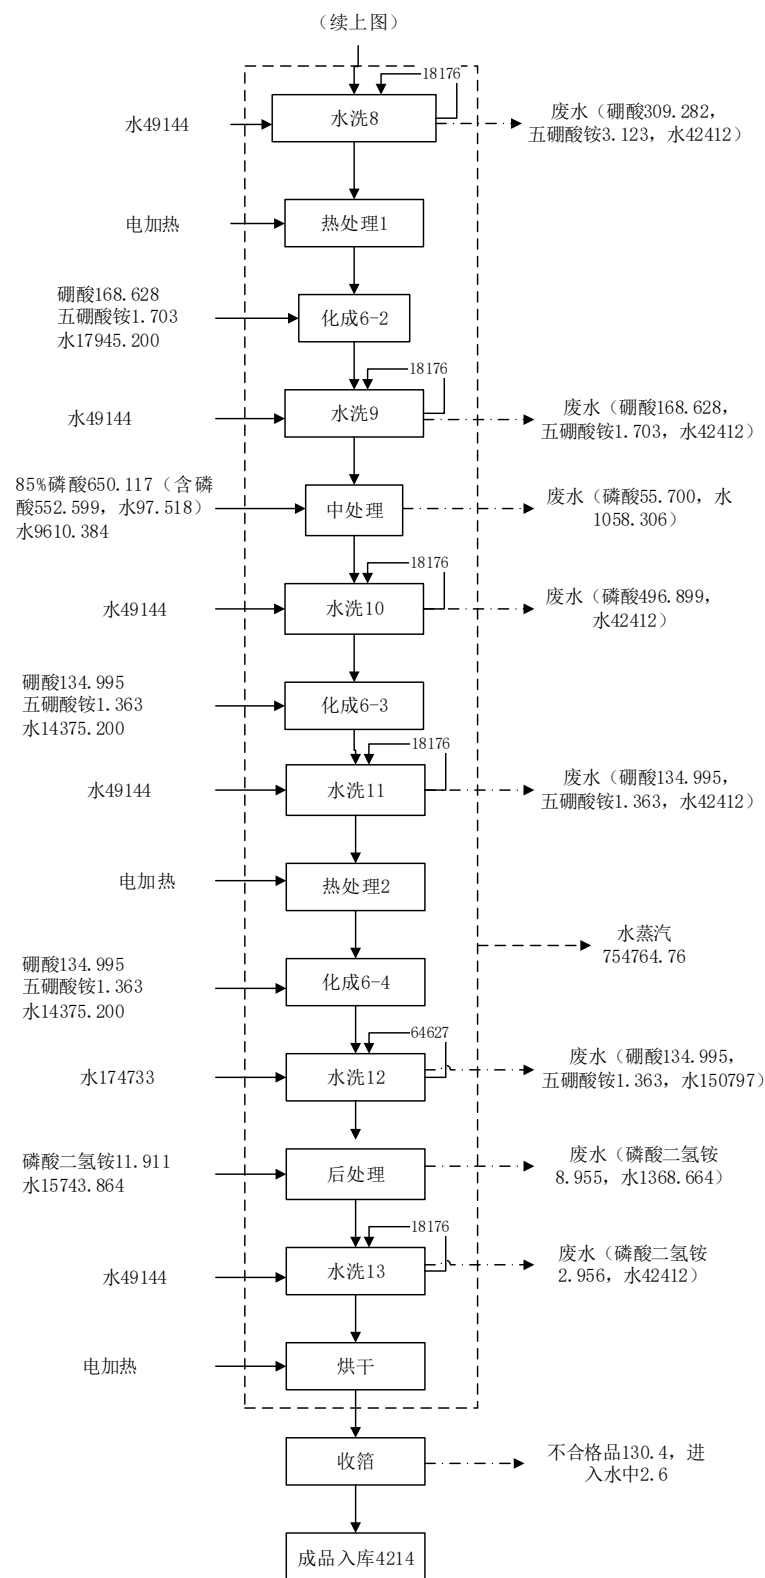 （续上图）
18176
水49144
水洗8
废水（硼酸309.282，
五硼酸铵3.123，水42412）
电加热
热处理1
硼酸168.628
五硼酸铵1.703
水17945.200
化成6-2
18176
水49144
水洗9
废水（硼酸168.628，
五硼酸铵1.703，水42412）
85%磷酸650.117（含磷
酸552.599，水97.518）
水9610.384
中处理
废水（磷酸55.700，水
1058.306）
18176
水49144
水洗10
废水（磷酸496.899，
水42412）
硼酸134.995
五硼酸铵1.363
水14375.200
化成6-3
18176
水49144
水洗11
废水（硼酸134.995，
五硼酸铵1.363，水42412）
电加热
热处理2
水蒸汽
754764.76
硼酸134.995
五硼酸铵1.363
水14375.200
化成6-4
64627
水174733
水洗12
废水（硼酸134.995，
五硼酸铵1.363，水150797）
磷酸二氢铵11.911
水15743.864
后处理
废水（磷酸二氢铵
8.955，水1368.664）
18176
水49144
水洗13
废水（磷酸二氢铵
2.956，水42412）
电加热
烘干
收箔
不合格品130.4，进
入水中2.6
成品入库4214